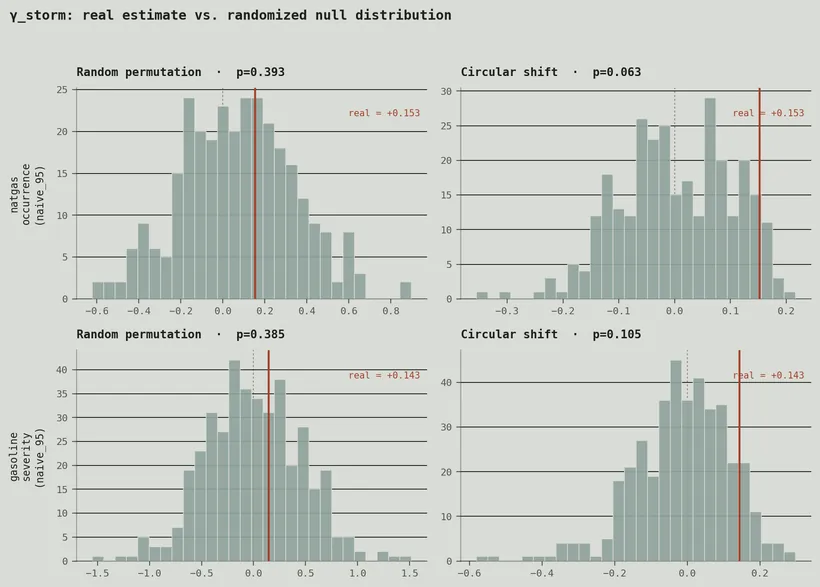 γ_storm: real estimate vs. randomized null distribution
Random permutation · p=0.393
natgas
occurrence
(naive_95)
25
20
15
10
5
0
real = +0.153
−0.6 −0.4 −0.2 0.0 0.2 0.4 0.6 0.8
Circular shift · p=0.063
30
25
20
15
10
5
0
real = +0.153
−0.3 −0.2 −0.1 0.0 0.1 0.2
Random permutation · p=0.385
gasoline
severity
(naive_95)
40
35
30
25
20
15
10
5
0
real = +0.143
−1.5 −1.0 −0.5 0.0 0.5 1.0 1.5
Circular shift · p=0.105
40
30
20
10
0
real = +0.143
−0.6 −0.4 −0.2 0.0 0.2